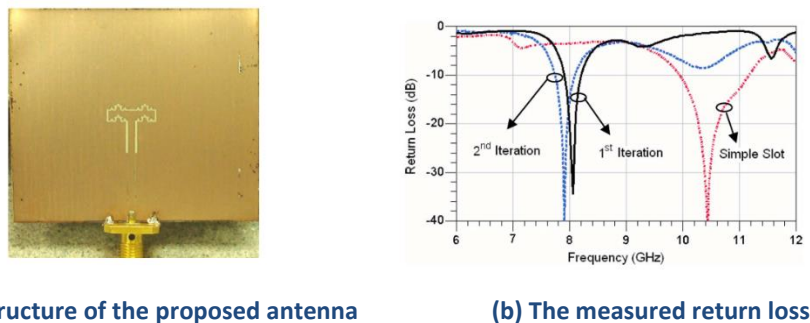 0
-10
-20
-30
-40
Return Loss (dB)
2nd Iteration
1st Iteration
Simple Slot
6 7 8 9 10 11 12
Frequency (GHz)
ructure of the proposed antenna
(b) The measured return loss